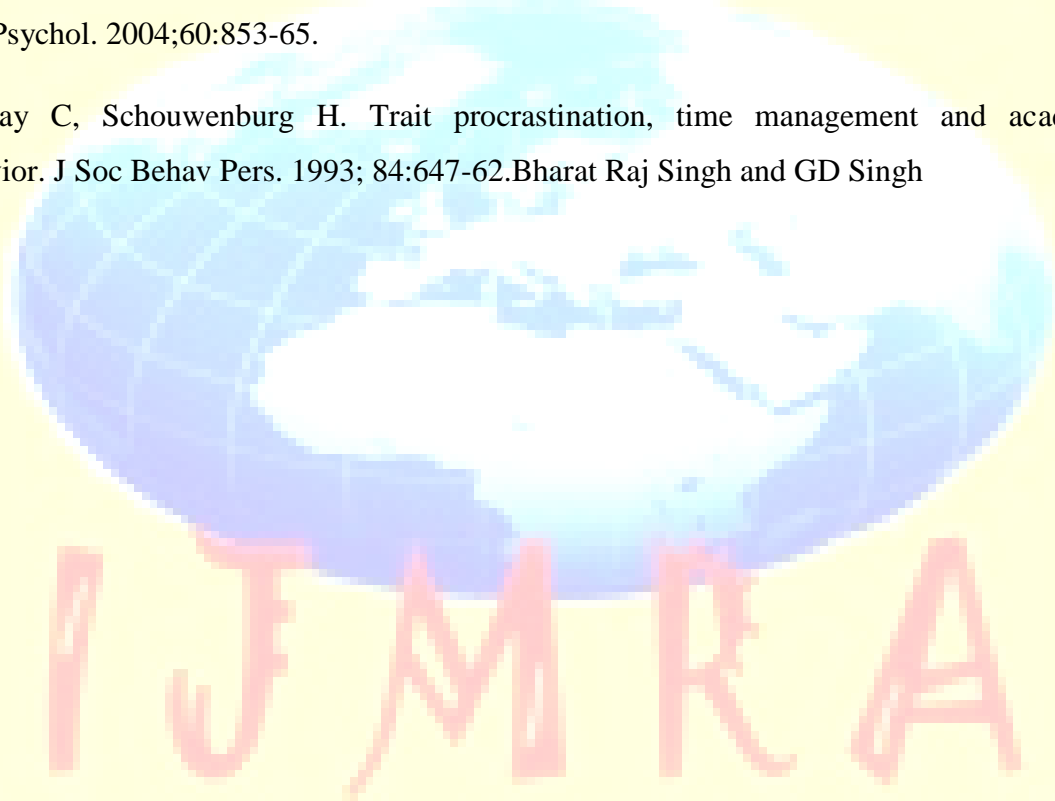 Psychol. 2004;60:853-65.
ay C, Schouwenburg H. Trait procrastination, time management and aca
ior. J Soc Behav Pers. 1993; 84:647-62.Bharat Raj Singh and GD Singh
IJMRA